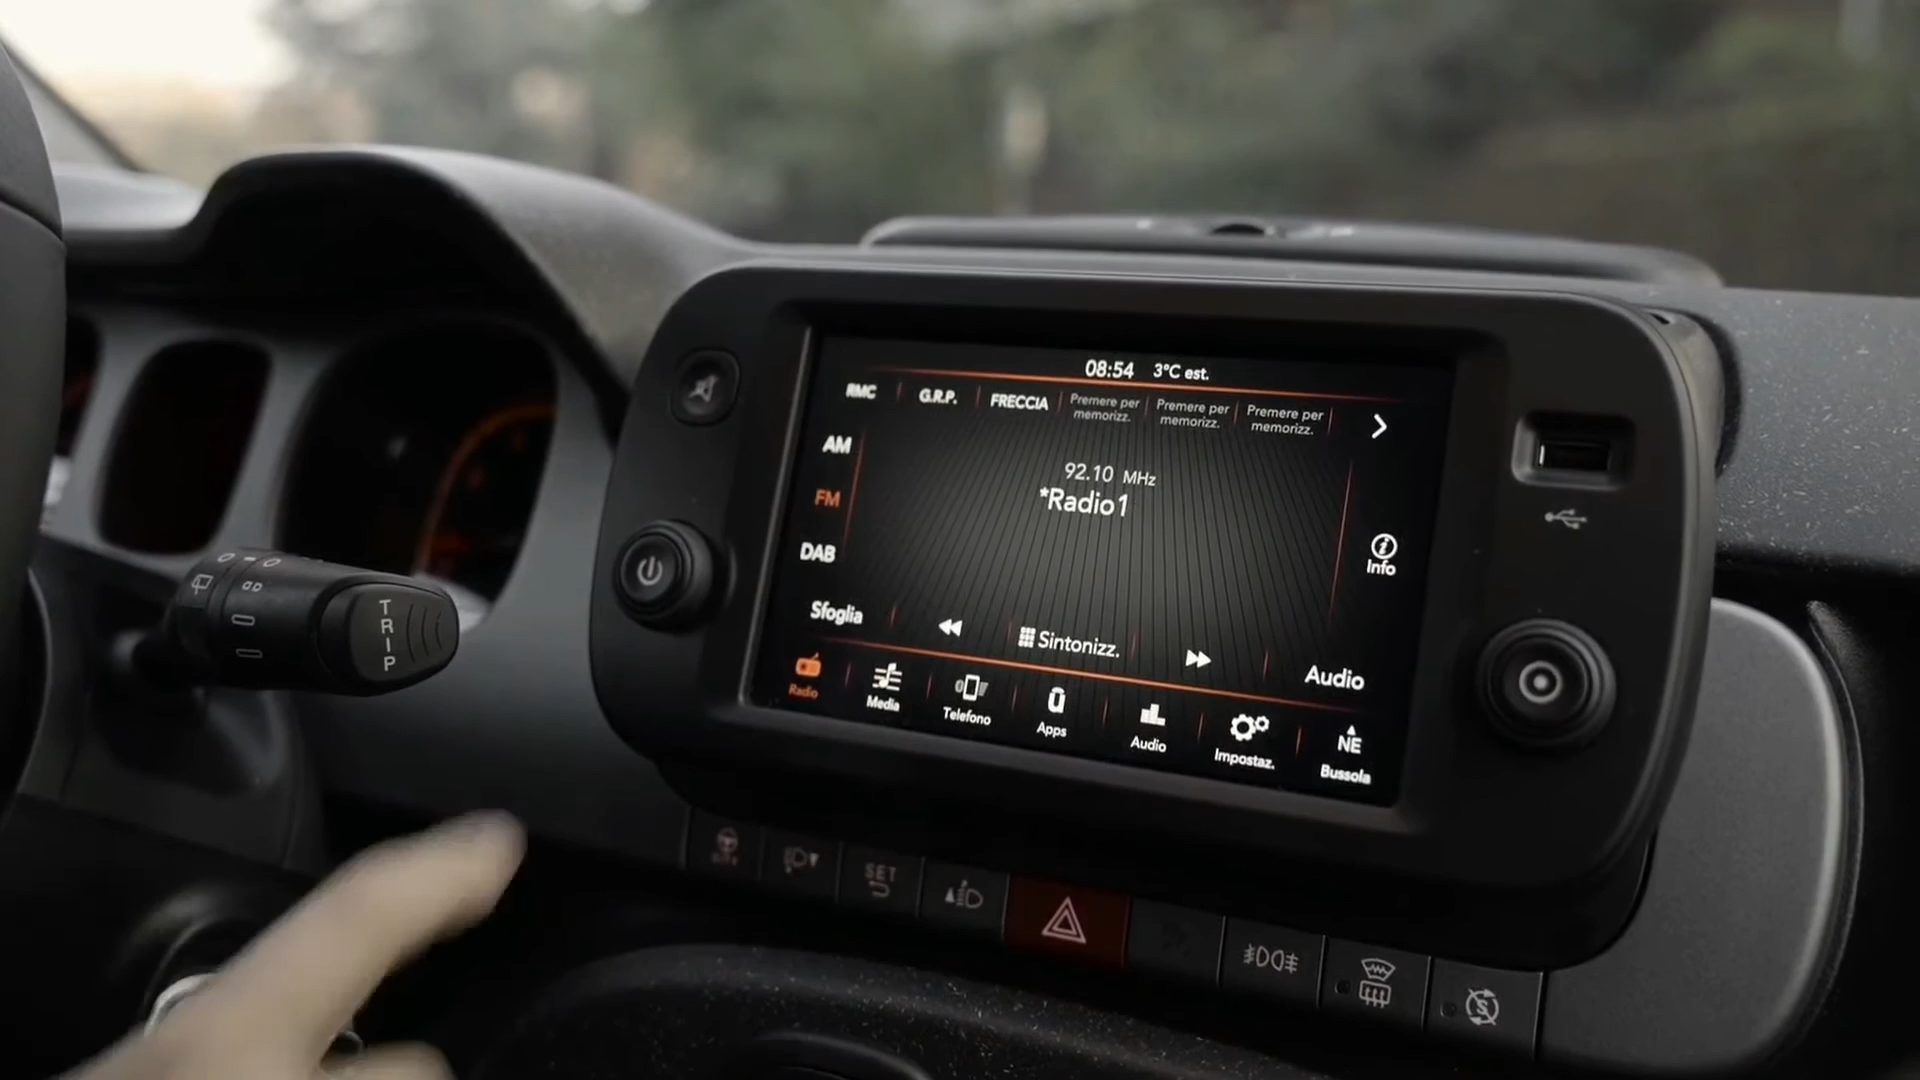 08:54 3°C est.
RMC G.R.P. FRECCIA Premere per memorizz. Premere per memorizz. Premere per memorizz.
AM
92.10 MHz
FM *Radio1
DAB
Info
Sfoglia Sintonizz. Audio
Radio Media Telefono Apps Audio Impostaz. NE Bussola
TRIP
SET